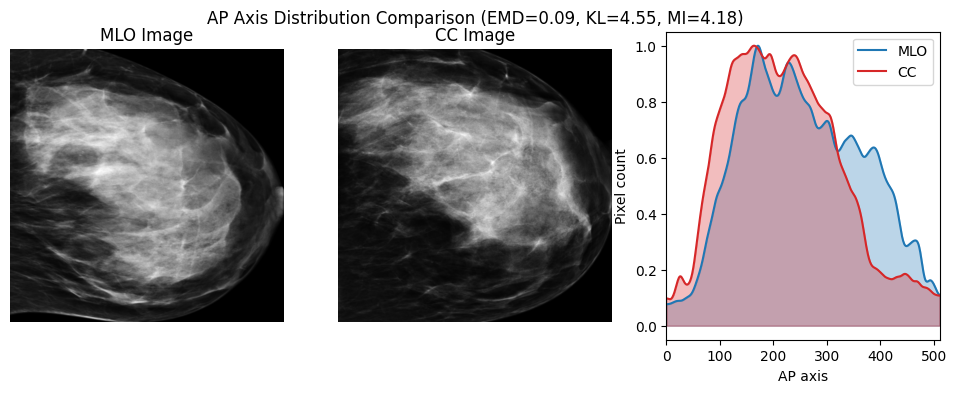 AP Axis Distribution Comparison (EMD=0.09, KL=4.55, MI=4.18)
MLO Image
CC Image
MLO
CC
Pixel count
1.0
0.8
0.6
0.4
0.2
0.0
0 100 200 300 400 500
AP axis